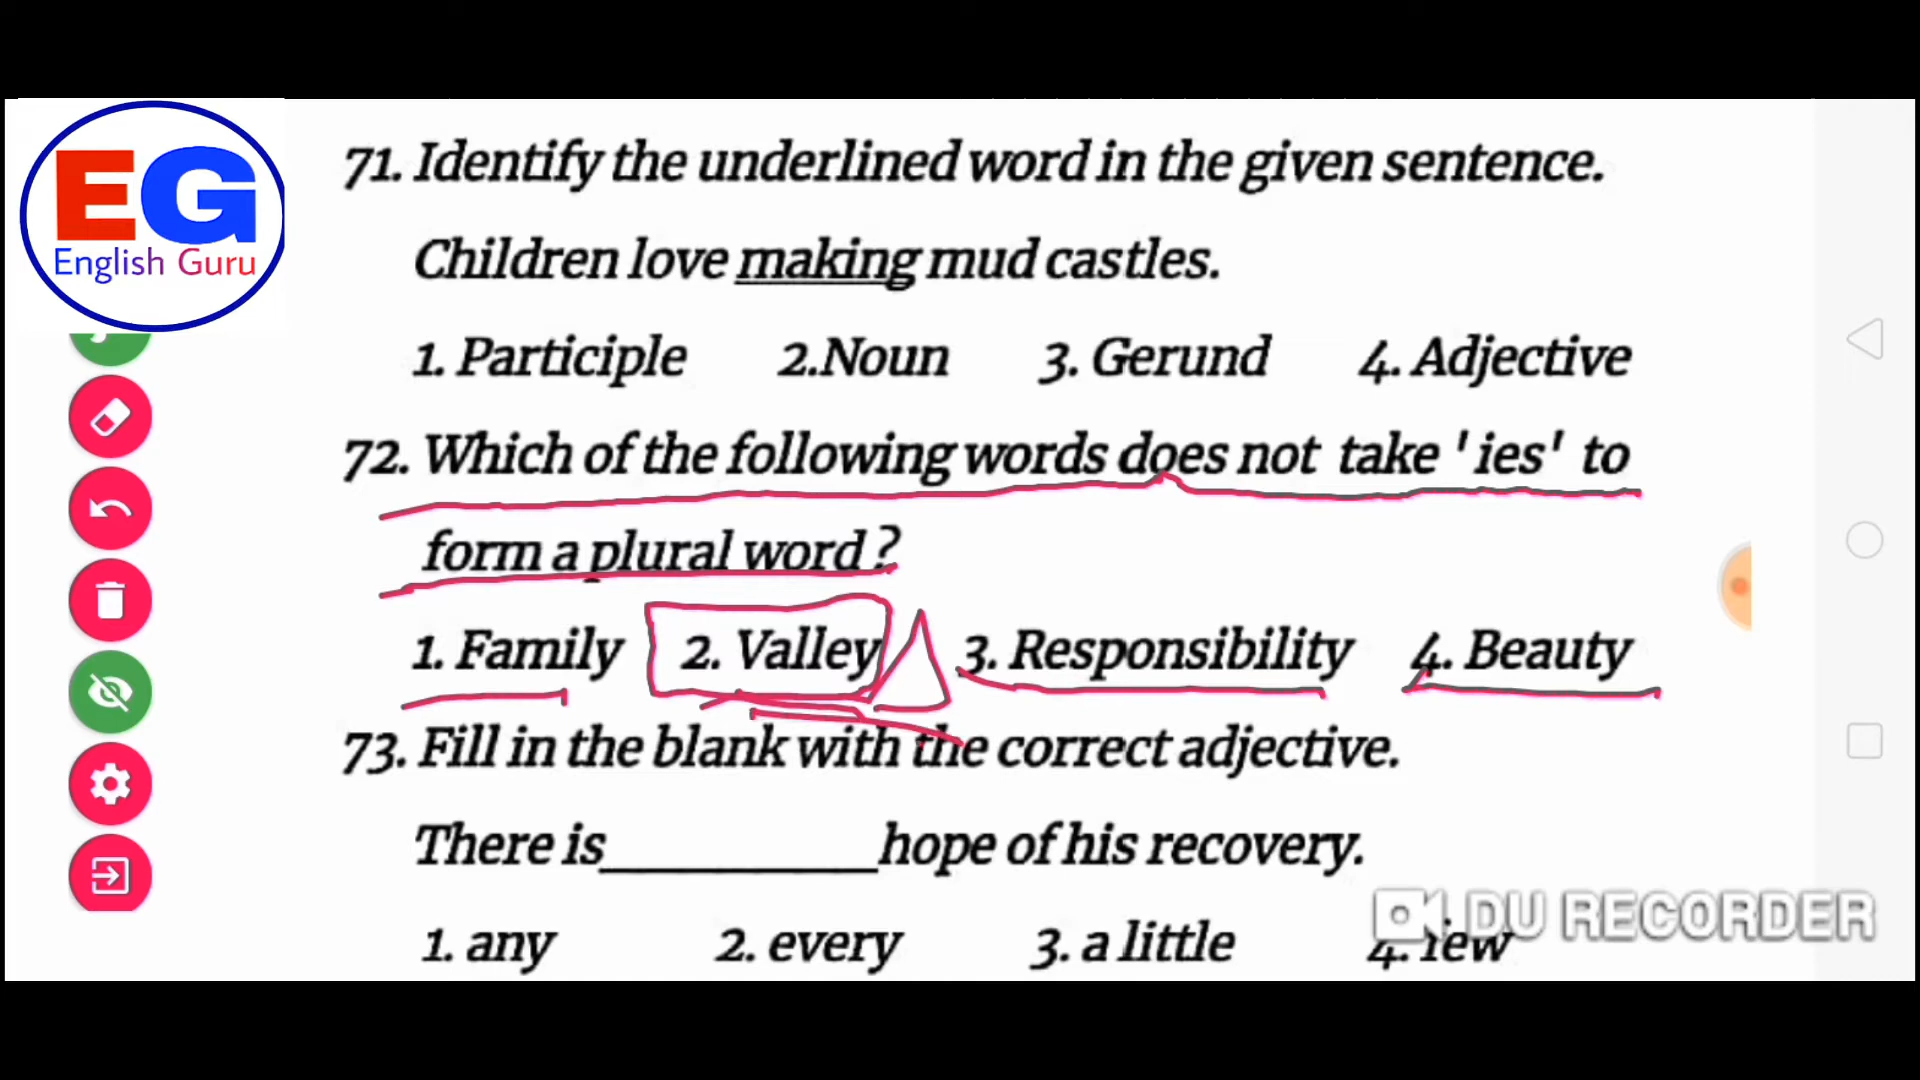 EG
English Guru
71. Identify the underlined word in the given sentence.
Children love making mud castles.
1. Participle 2.Noun 3. Gerund 4. Adjective
72. Which of the following words does not take 'ies' to
form a plural word ?
1. Family 2. Valley 3. Responsibility 4. Beauty
73. Fill in the blank with the correct adjective.
There is__________hope of his recovery.
1. any 2. every 3. a little 4. few
DU RECORDER